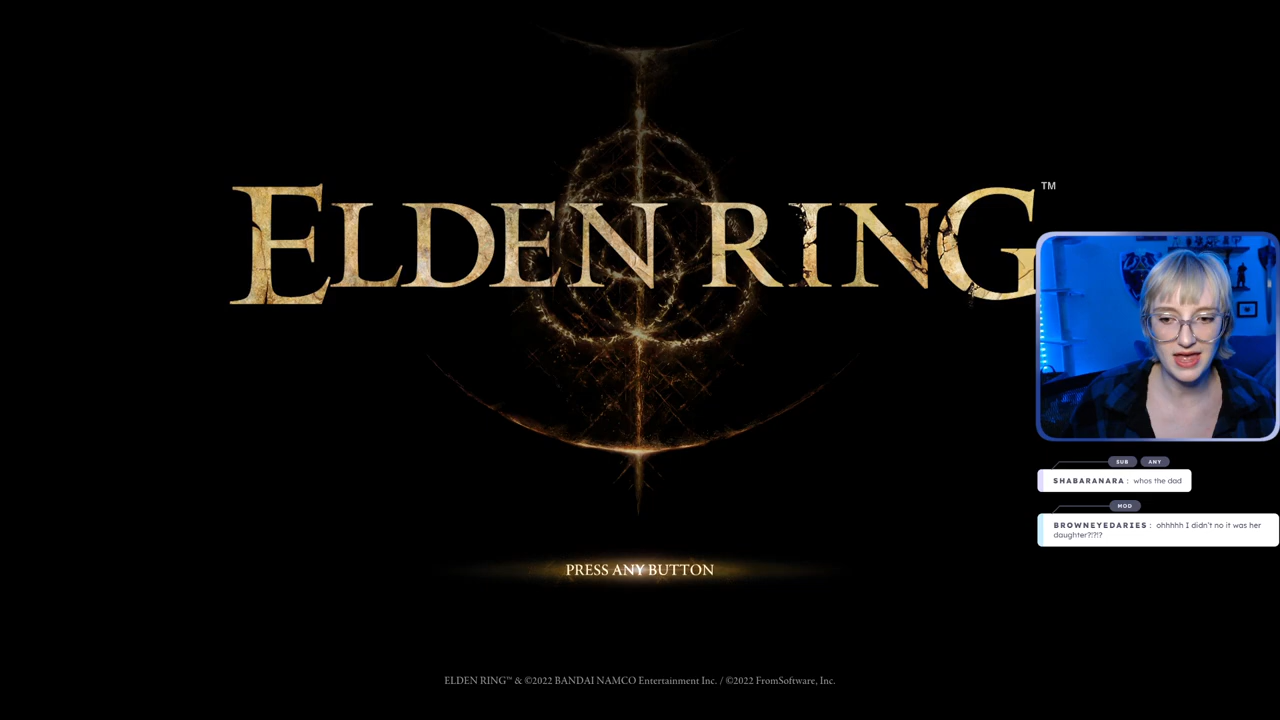 ELDEN RING™
PRESS ANY BUTTON
ELDEN RING™ & ©2022 BANDAI NAMCO Entertainment Inc. / ©2022 FromSoftware, Inc.
SUB ANY
SHABARANARA : whos the dad
MOD
BROWNEYEDARIES : ohhhhh I didn't no it was her
daughter?!?!?